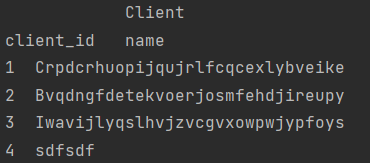 Client
client_id name
1 Crpdcrhuopijqujrlfcqcexlybveike
2 Bvqdngfdetekvoerjosmfehdjireupy
3 Iwavijlyqslhvjzvcgvxowpwjypfoys
4 sdfsdf